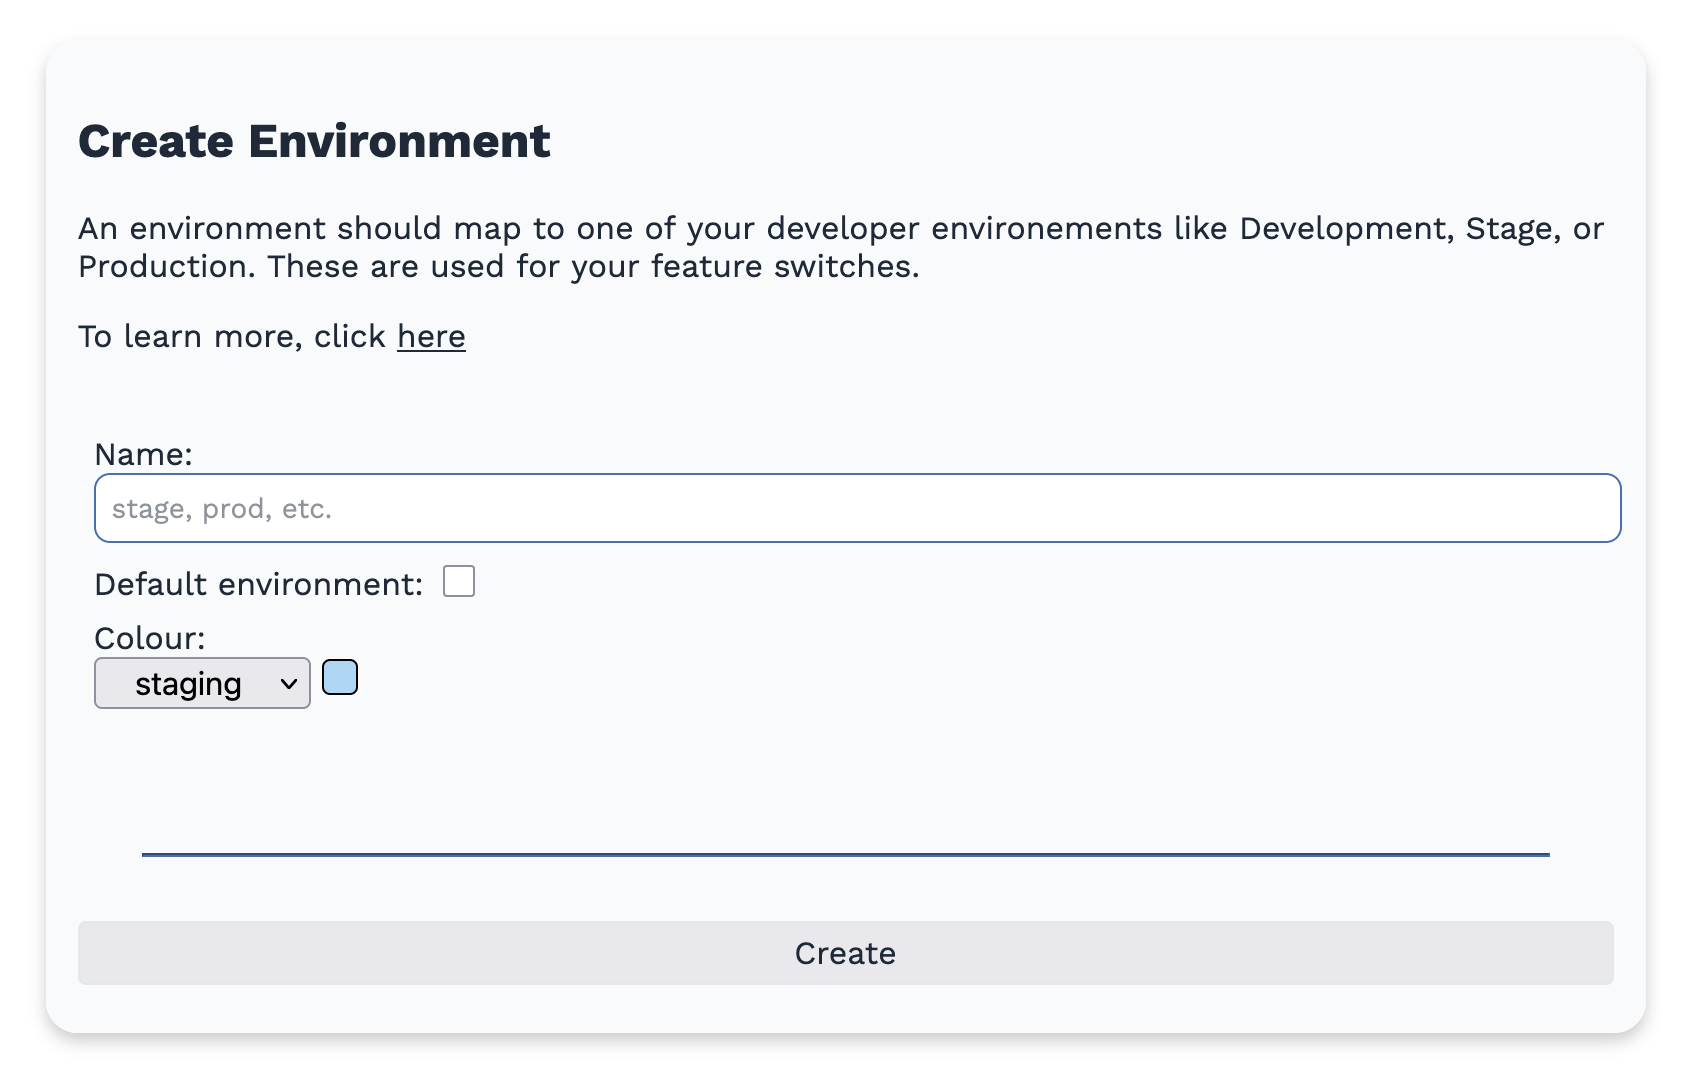 Create Environment
An environment should map to one of your developer environements like Development, Stage, or
Production. These are used for your feature switches.
To learn more, click here
Name:
stage, prod, etc.
Default environment:
Colour:
staging
Create